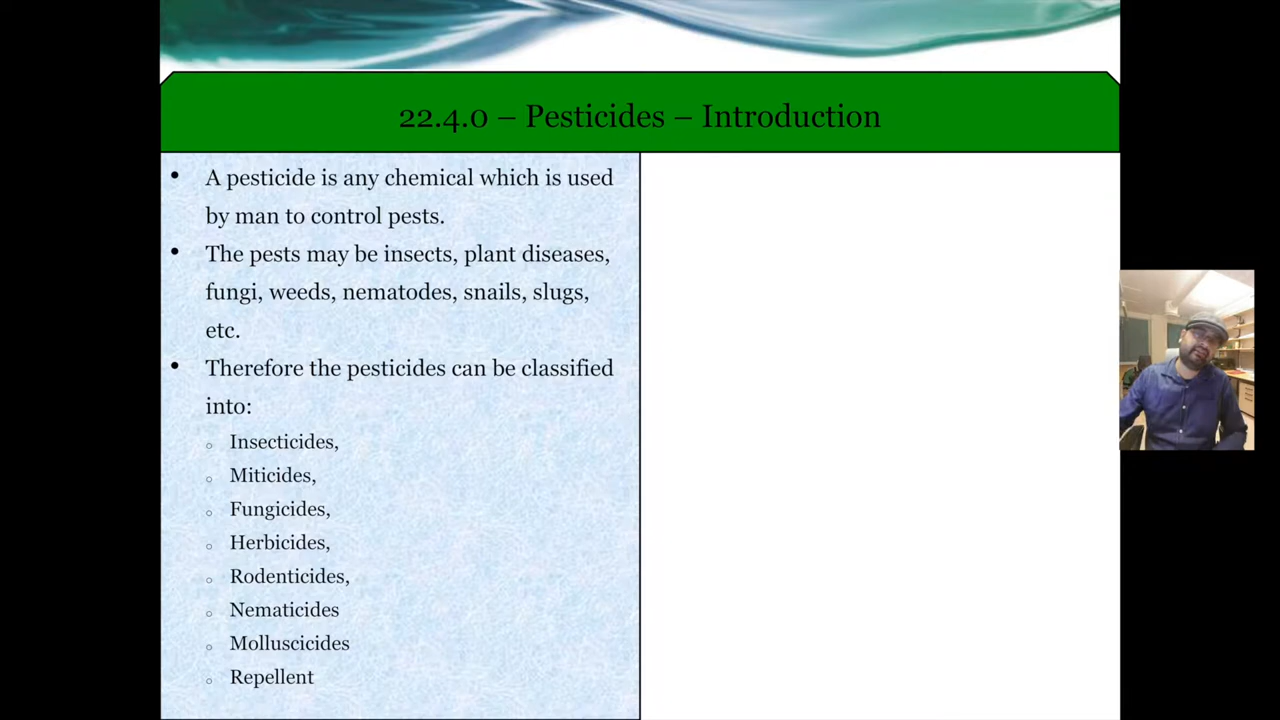 22.4.0 – Pesticides – Introduction
• A pesticide is any chemical which is used
by man to control pests.
• The pests may be insects, plant diseases,
fungi, weeds, nematodes, snails, slugs,
etc.
• Therefore the pesticides can be classified
into:
o Insecticides,
o Miticides,
o Fungicides,
o Herbicides,
o Rodenticides,
o Nematicides
o Molluscicides
o Repellent